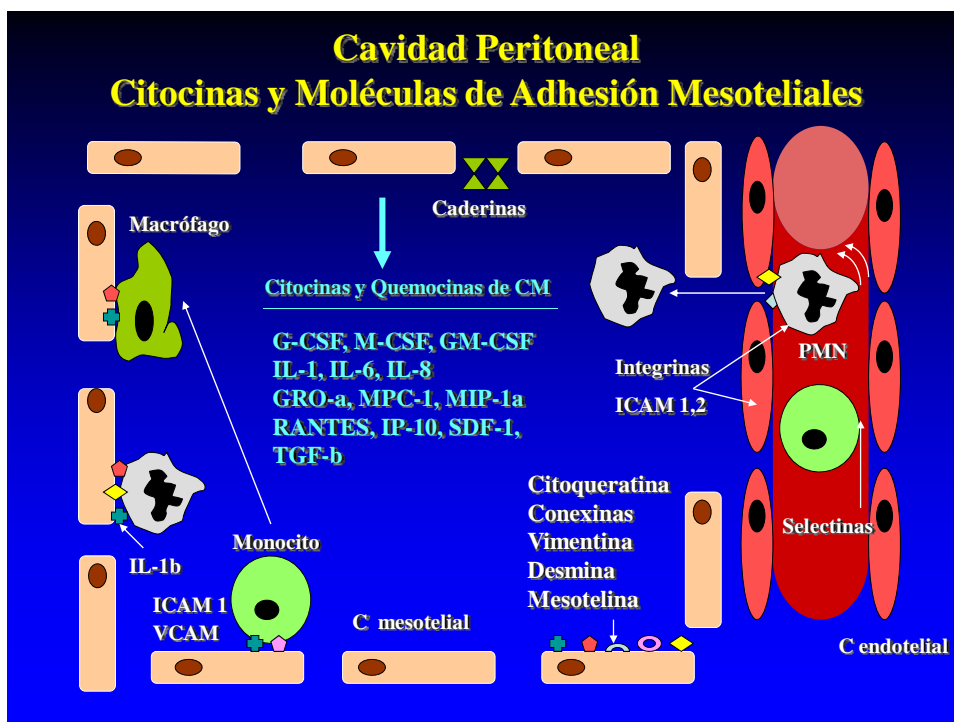 Cavidad Peritoneal
Citocinas y Moléculas de Adhesión Mesoteliales
Caderinas
Macrófago
Citocinas y Quemocinas de CM
G-CSF, M-CSF, GM-CSF
IL-1, IL-6, IL-8
GRO-a, MPC-1, MIP-1a
RANTES, IP-10, SDF-1,
TGF-b
PMN
Integrinas
ICAM 1,2
Citoqueratina
Conexinas
Vimentina
Desmina
Mesotelina
Selectinas
Monocito
IL-1b
ICAM 1
VCAM
C mesotelial
C endotelial